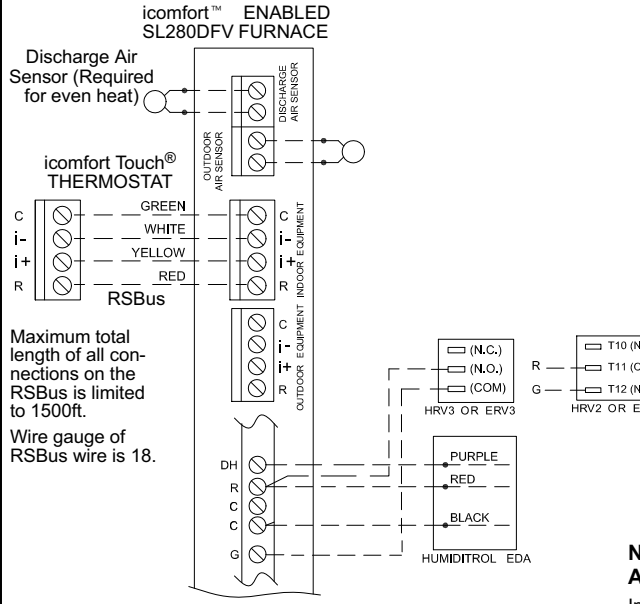 icomfort™ ENABLED
SL280DFV FURNACE
Discharge Air
Sensor (Required
for even heat)
DISCHARGE
AIR SENSOR
OUTDOOR
AIR SENSOR
icomfort Touch®
THERMOSTAT
C
i-
i+
R
GREEN
WHITE
YELLOW
RED
RSBus
C
i-
i+
R
INDOOR EQUIPMENT
C
i-
i+
R
OUTDOOR EQUIPMENT
Maximum total
length of all con-
nections on the
RSBus is limited
to 1500ft.
Wire gauge of
RSBus wire is 18.
(N.C.)
(N.O.)
(COM)
HRV3 OR ERV3
R
G
T10 (N
T11 (
T12 (N
HRV2 OR E
DH
R
C
C
G
PURPLE
RED
BLACK
HUMIDITROL EDA
N
A
In